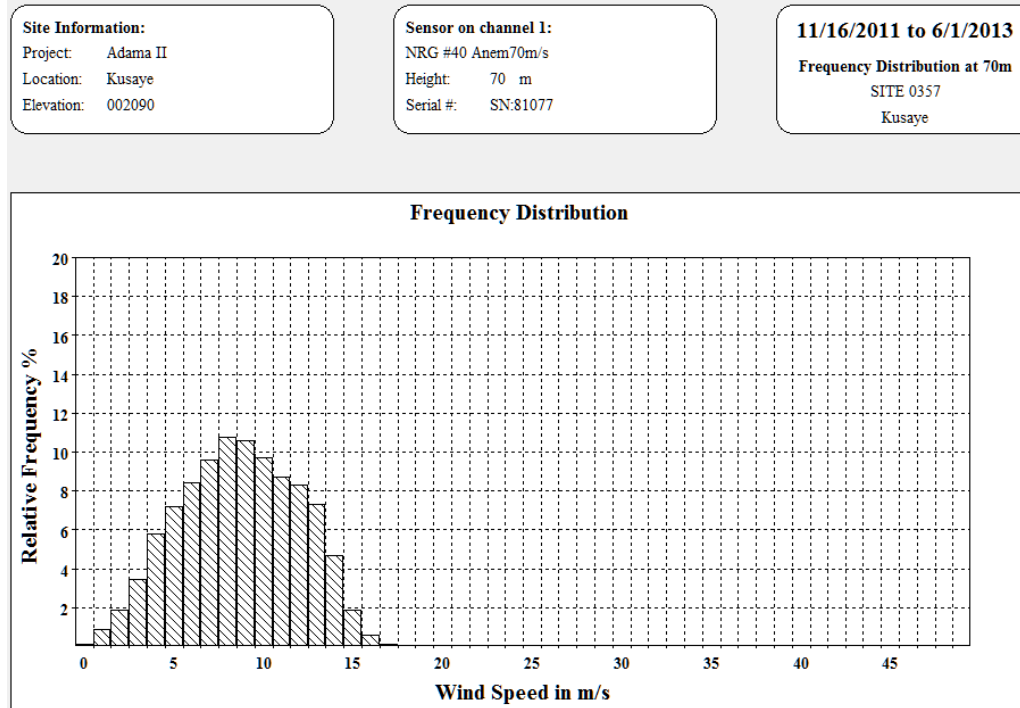 Site Information:
Project: Adama II
Location: Kusaye
Elevation: 002090
Sensor on channel 1:
NRG #40 Anem70m/s
Height: 70 m
Serial #: SN:81077
11/16/2011 to 6/1/2013
Frequency Distribution at 70m
SITE 0357
Kusaye
Frequency Distribution
Relative Frequency %
20
18
16
14
12
10
8
6
4
2
0 5 10 15 20 25 30 35 40 45
Wind Speed in m/s